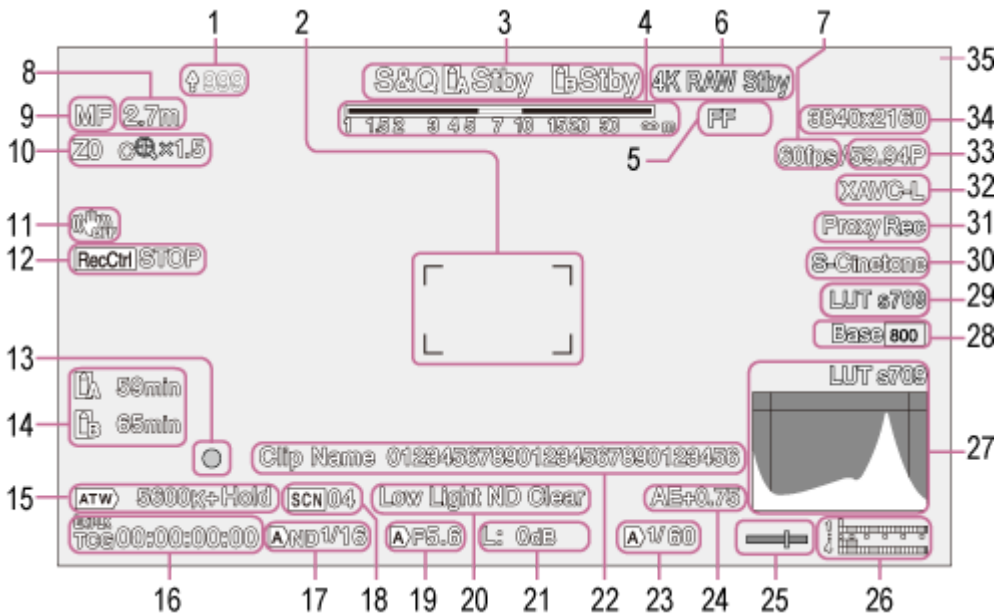 1 2 3 4 6 7
8 999 S&Q A Stby B Stby 4K RAW Stby 35
9 MF 2.7m 1 1.5 2 3 4 5 7 10 15 20 30 ∞ m FF 3840x2160 34
10 Z0 C ×1.5 5 60fps/59.94P 33
XAVC-L 32
11 OFF Proxy Rec 31
12 RecCtrl STOP S-Cinetone 30
LUT s709 29
Base 800 28
13 LUT s709
A 59min
14 B 65min 27
Clip Name 012345678901234567890123456
15 ATW 5600K+Hold SCN 04 Low Light ND Clear AE+0.75
TCG 00:00:00:00 A ND1/16 A F5.6 L: 0dB A 1/60
16 17 18 19 20 21 22 23 24 25 26